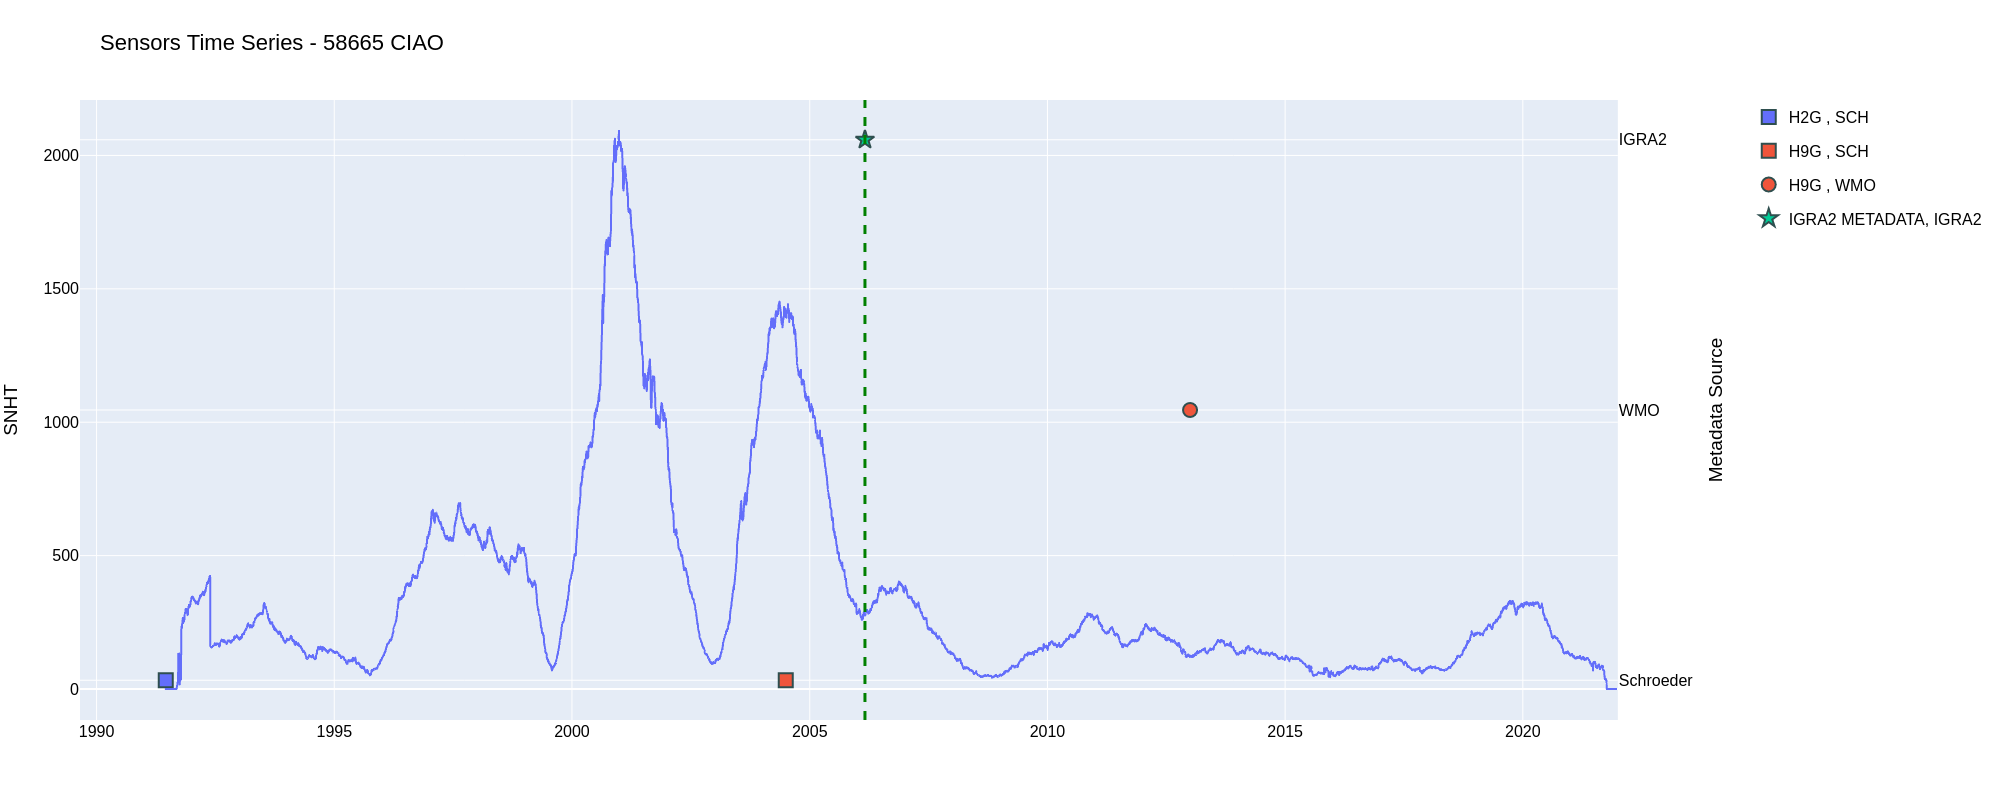 Sensors Time Series - 58665 CIAO
H2G , SCH
H9G , SCH
H9G , WMO
IGRA2 METADATA, IGRA2
SNHT
2000
1500
1000
500
0
1990
1995
2000
2005
2010
2015
2020
IGRA2
WMO
Schroeder
Metadata Source